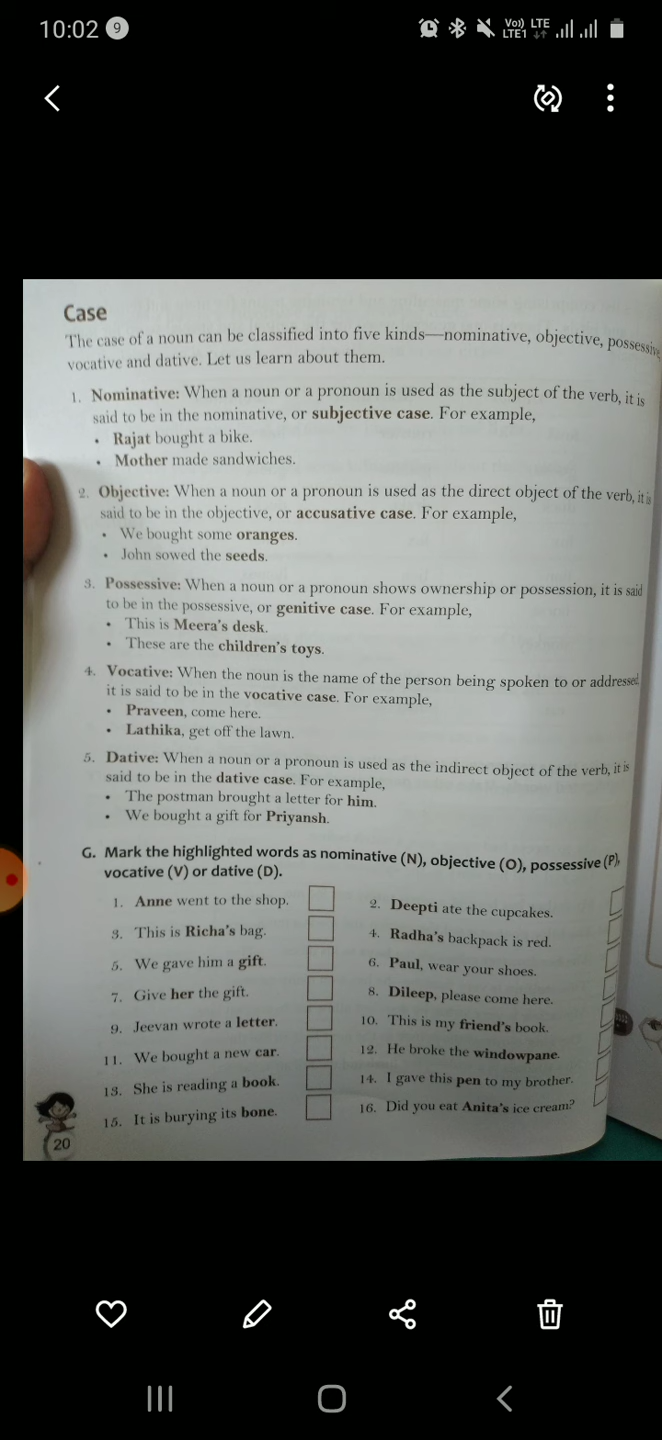 10:02 9
Vo)) LTE
LTE1
Case
The case of a noun can be classified into five kinds—nominative, objective, possessive,
vocative and dative. Let us learn about them.
1. Nominative: When a noun or a pronoun is used as the subject of the verb, it is
said to be in the nominative, or subjective case. For example,
• Rajat bought a bike.
• Mother made sandwiches.
2. Objective: When a noun or a pronoun is used as the direct object of the verb, it is
said to be in the objective, or accusative case. For example,
• We bought some oranges.
• John sowed the seeds.
3. Possessive: When a noun or a pronoun shows ownership or possession, it is said
to be in the possessive, or genitive case. For example,
• This is Meera's desk.
• These are the children's toys.
4. Vocative: When the noun is the name of the person being spoken to or addressed,
it is said to be in the vocative case. For example,
• Praveen, come here.
• Lathika, get off the lawn.
5. Dative: When a noun or a pronoun is used as the indirect object of the verb, it is
said to be in the dative case. For example,
• The postman brought a letter for him.
• We bought a gift for Priyansh.
G. Mark the highlighted words as nominative (N), objective (O), possessive (P),
vocative (V) or dative (D).
1. Anne went to the shop.
2. Deepti ate the cupcakes.
3. This is Richa's bag.
4. Radha's backpack is red.
5. We gave him a gift.
6. Paul, wear your shoes.
7. Give her the gift.
8. Dileep, please come here.
9. Jeevan wrote a letter.
10. This is my friend's book.
11. We bought a new car.
12. He broke the windowpane.
13. She is reading a book.
14. I gave this pen to my brother.
15. It is burying its bone.
16. Did you eat Anita's ice cream?
20